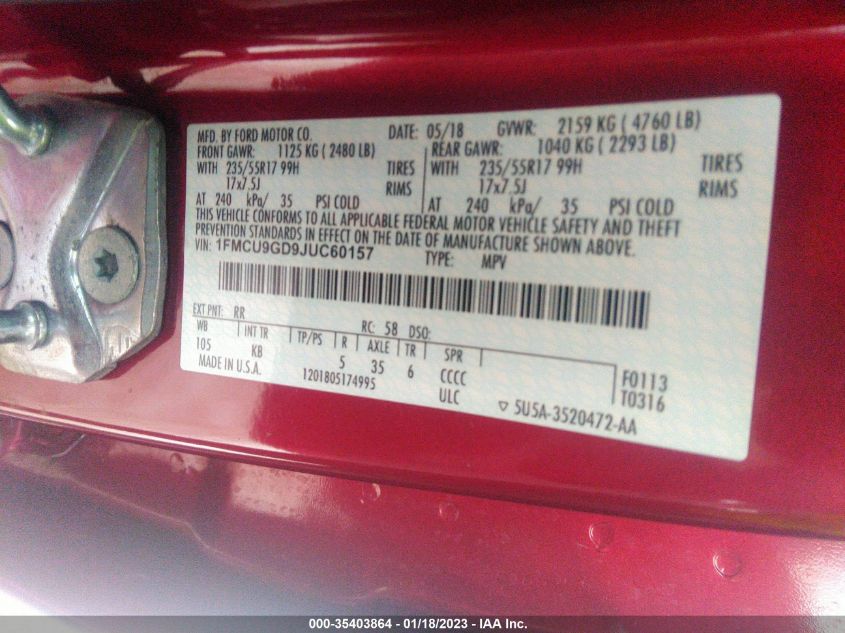 MFD. BY FORD MOTOR CO. DATE: 05/18 GVWR: 2159 KG ( 4760 LB)
FRONT GAWR: 1125 KG ( 2480 LB) REAR GAWR: 1040 KG ( 2293 LB)
WITH 235/55R17 99H TIRES WITH 235/55R17 99H TIRES
17x7.5J RIMS 17x7.5J RIMS
AT 240 kPa/ 35 PSI COLD AT 240 kPa/ 35 PSI COLD
THIS VEHICLE CONFORMS TO ALL APPLICABLE FEDERAL MOTOR VEHICLE SAFETY AND THEFT
PREVENTION STANDARDS IN EFFECT ON THE DATE OF MANUFACTURE SHOWN ABOVE.
VIN: 1FMCU9GD9JUC60157 TYPE: MPV
EXT PNT: RR RC: 58 DSO:
WB INT TR TP/PS R AXLE TR SPR
105 KB 5 35 6 CCCC F0113
MADE IN U.S.A. 1201805174995 ULC T0316
▽ 5U5A-3520472-AA
000-35403864 - 01/18/2023 - IAA Inc.